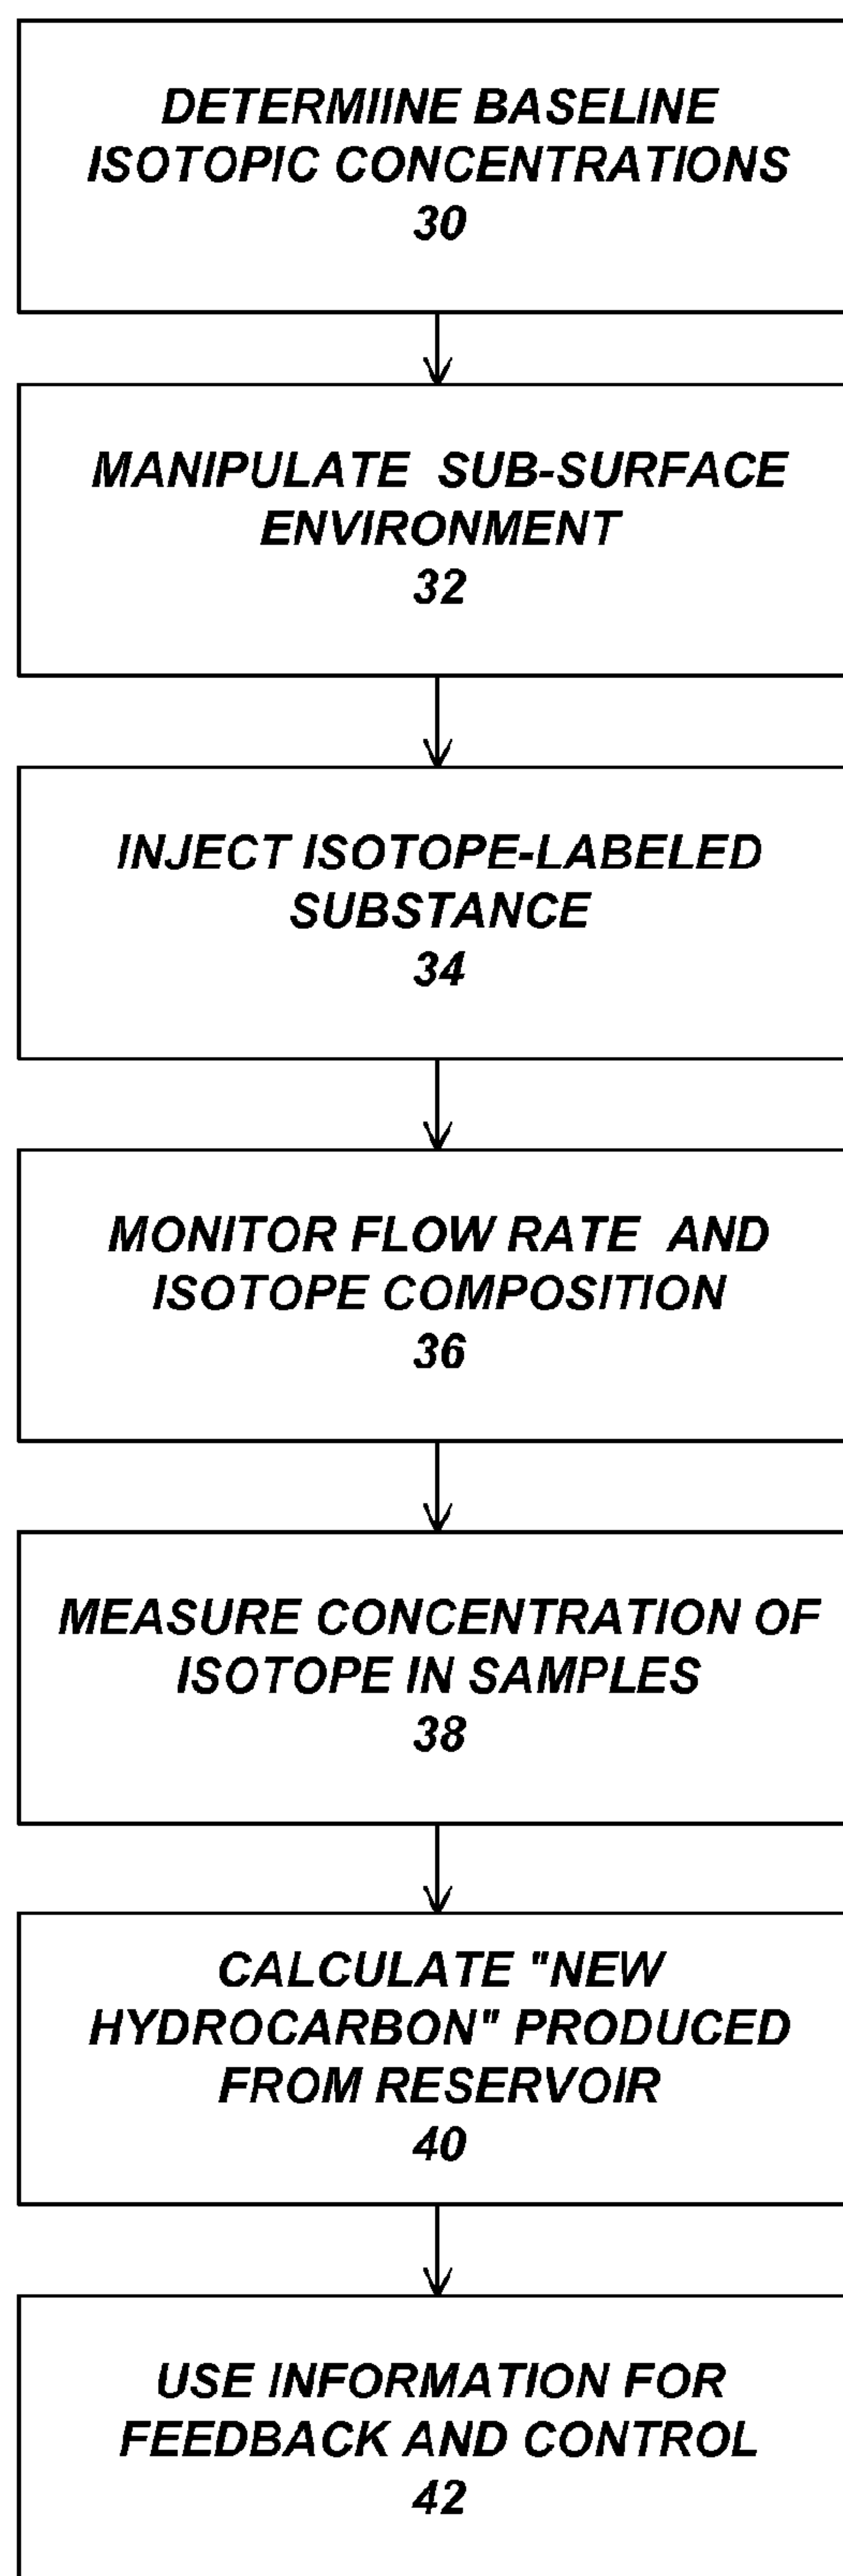 DETERMIINE BASELINE
ISOTOPIC CONCENTRATIONS
30
MANIPULATE SUB-SURFACE
ENVIRONMENT
32
INJECT ISOTOPE-LABELED
SUBSTANCE
34
MONITOR FLOW RATE AND
ISOTOPE COMPOSITION
36
MEASURE CONCENTRATION OF
ISOTOPE IN SAMPLES
38
CALCULATE "NEW
HYDROCARBON" PRODUCED
FROM RESERVOIR
40
USE INFORMATION FOR
FEEDBACK AND CONTROL
42